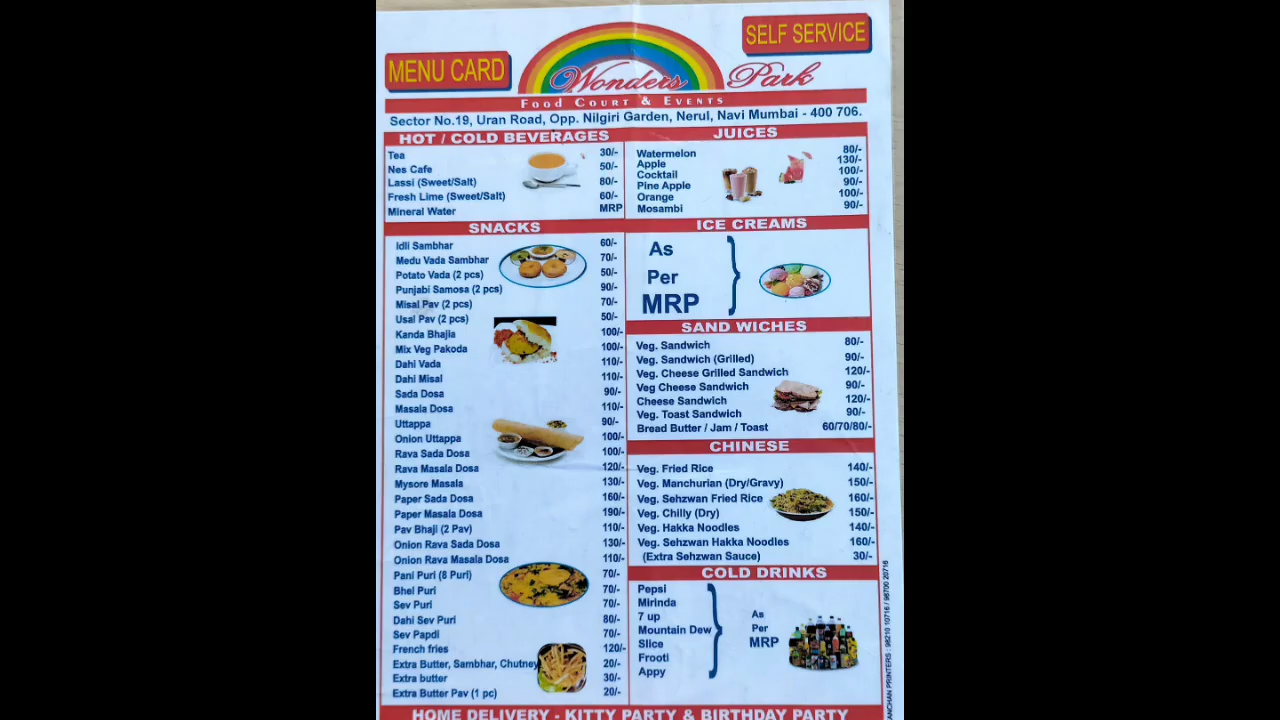 MENU CARD
Wonders Park
SELF SERVICE
FOOD COURT & EVENTS
Sector No.19, Uran Road, Opp. Nilgiri Garden, Nerul, Navi Mumbai - 400 706.
HOT / COLD BEVERAGES
Tea 30/-
Nes Cafe 50/-
Lassi (Sweet/Salt) 80/-
Fresh Lime (Sweet/Salt) 60/-
Mineral Water MRP
SNACKS
Idli Sambhar 60/-
Medu Vada Sambhar 70/-
Potato Vada (2 pcs) 50/-
Punjabi Samosa (2 pcs) 90/-
Misal Pav (2 pcs) 70/-
Usal Pav (2 pcs) 50/-
Kanda Bhajia 100/-
Mix Veg Pakoda 100/-
Dahi Vada 110/-
Dahi Misal 110/-
Sada Dosa 90/-
Masala Dosa 110/-
Uttappa 90/-
Onion Uttappa 100/-
Rava Sada Dosa 100/-
Rava Masala Dosa 120/-
Mysore Masala 130/-
Paper Sada Dosa 160/-
Paper Masala Dosa 190/-
Pav Bhaji (2 Pav) 110/-
Onion Rava Sada Dosa 130/-
Onion Rava Masala Dosa 110/-
Pani Puri (8 Puri) 70/-
Bhel Puri 70/-
Sev Puri 70/-
Dahi Sev Puri 80/-
Sev Papdi 70/-
French fries 120/-
Extra Butter, Sambhar, Chutney 20/-
Extra butter 30/-
Extra Butter Pav (1 pc) 20/-
JUICES
Watermelon 80/-
Apple 130/-
Cocktail 100/-
Pine Apple 90/-
Orange 100/-
Mosambi 90/-
ICE CREAMS
As
Per
MRP
SAND WICHES
Veg. Sandwich 80/-
Veg. Sandwich (Grilled) 90/-
Veg. Cheese Grilled Sandwich 120/-
Veg Cheese Sandwich 90/-
Cheese Sandwich 120/-
Veg. Toast Sandwich 90/-
Bread Butter / Jam / Toast 60/70/80/-
CHINESE
Veg. Fried Rice 140/-
Veg. Manchurian (Dry/Gravy) 150/-
Veg. Sehzwan Fried Rice 160/-
Veg. Chilly (Dry) 150/-
Veg. Hakka Noodles 140/-
Veg. Sehzwan Hakka Noodles 160/-
(Extra Sehzwan Sauce) 30/-
COLD DRINKS
Pepsi
Mirinda
7 up
Mountain Dew
Slice
Frooti
Appy
As
Per
MRP
HOME DELIVERY - KITTY PARTY & BIRTHDAY PARTY
PRINTERS : 98210 10716 / 98700 20716